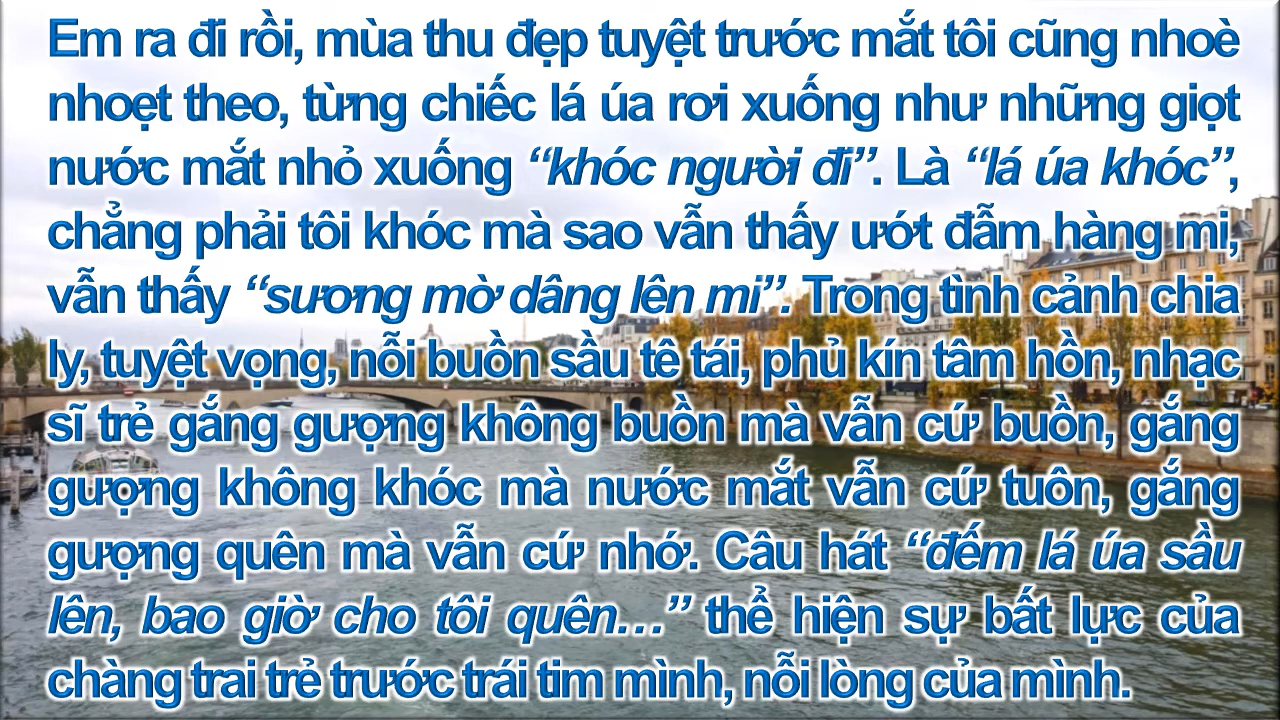 Em ra đi rồi, mùa thu đẹp tuyệt trước mắt tôi cũng nhoè
nhoẹt theo, từng chiếc lá úa rơi xuống như những giọt
nước mắt nhỏ xuống “khóc người đi”. Là “lá úa khóc”,
chẳng phải tôi khóc mà sao vẫn thấy ướt đẫm hàng mi,
vẫn thấy “sương mờ dâng lên mi”. Trong tình cảnh chia
ly, tuyệt vọng, nỗi buồn sầu tê tái, phủ kín tâm hồn, nhạc
sĩ trẻ gắng gượng không buồn mà vẫn cứ buồn, gắng
gượng không khóc mà nước mắt vẫn cứ tuôn, gắng
gượng quên mà vẫn cứ nhớ. Câu hát “đếm lá úa sầu
lên, bao giờ cho tôi quên…” thể hiện sự bất lực của
chàng trai trẻ trước trái tim mình, nỗi lòng của mình.